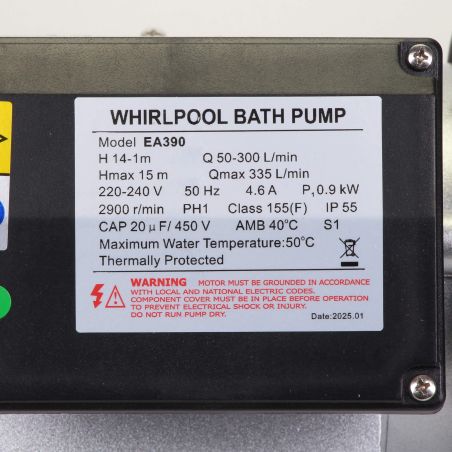 WHIRLPOOL BATH PUMP
Model EA390
H 14-1m Q 50-300 L/min
Hmax 15 m Qmax 335 L/min
220-240 V 50 Hz 4.6 A P₁0.9 kW
2900 r/min PH1 Class 155(F) IP 55
CAP 20 μF/ 450 V AMB 40°C S1
Maximum Water Temperature:50°C
Thermally Protected
WARNING MOTOR MUST BE GROUNDED IN ACCORDANCE
WITH LOCAL AND NATIONAL ELECTRIC CODES.
COMPONENT COVER MUST BE IN PLACE BEFORE OPERATION
TO PREVENT ELECTRICAL SHOCK OR INJURY.
DO NOT RUN PUMP DRY.
Date:2025.01